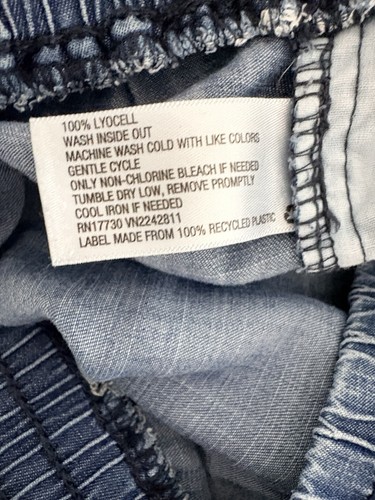 100% LYOCELL
WASH INSIDE OUT
MACHINE WASH COLD WITH LIKE COLORS
GENTLE CYCLE
ONLY NON-CHLORINE BLEACH IF NEEDED
TUMBLE DRY LOW, REMOVE PROMPTLY
COOL IRON IF NEEDED
RN17730 VN2242811
LABEL MADE FROM 100% RECYCLED PLASTIC